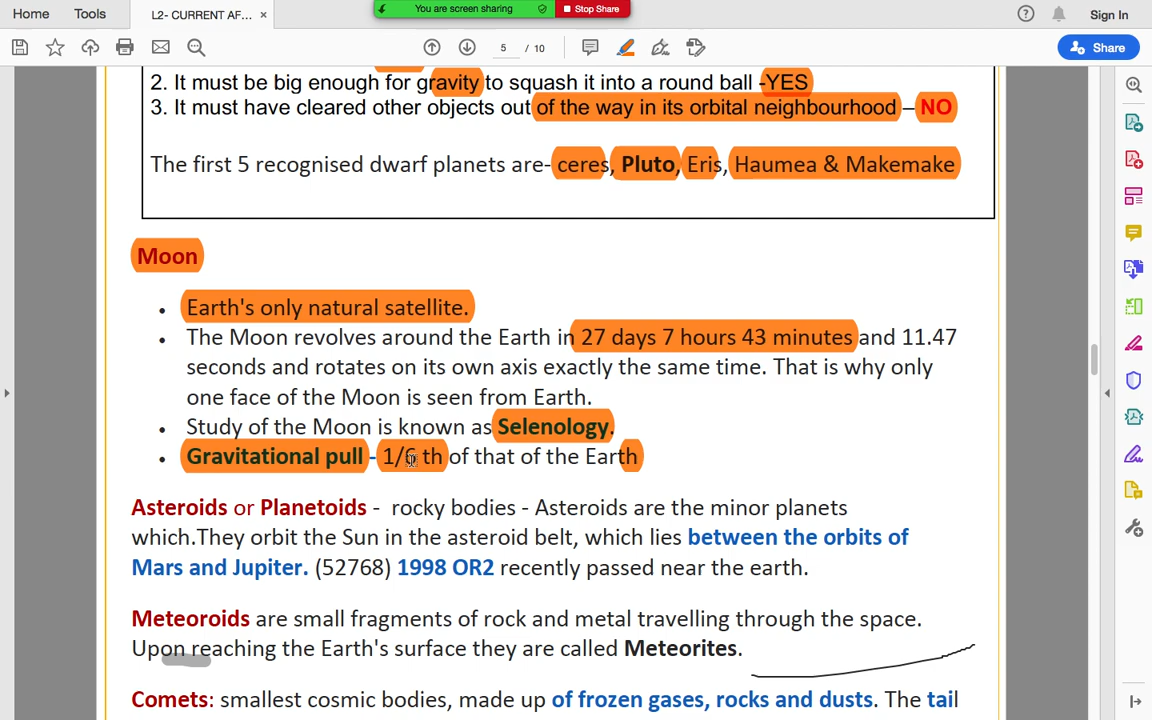 Home Tools L2- CURRENT AF... × You are screen sharing Stop Share Sign In
5 / 10 Share
2. It must be big enough for gravity to squash it into a round ball -YES
3. It must have cleared other objects out of the way in its orbital neighbourhood – NO
The first 5 recognised dwarf planets are- ceres, Pluto, Eris, Haumea & Makemake
Moon
• Earth's only natural satellite.
• The Moon revolves around the Earth in 27 days 7 hours 43 minutes and 11.47
seconds and rotates on its own axis exactly the same time. That is why only
one face of the Moon is seen from Earth.
• Study of the Moon is known as Selenology.
• Gravitational pull - 1/6 th of that of the Earth
Asteroids or Planetoids - rocky bodies - Asteroids are the minor planets
which.They orbit the Sun in the asteroid belt, which lies between the orbits of
Mars and Jupiter. (52768) 1998 OR2 recently passed near the earth.
Meteoroids are small fragments of rock and metal travelling through the space.
Upon reaching the Earth's surface they are called Meteorites.
Comets: smallest cosmic bodies, made up of frozen gases, rocks and dusts. The tail